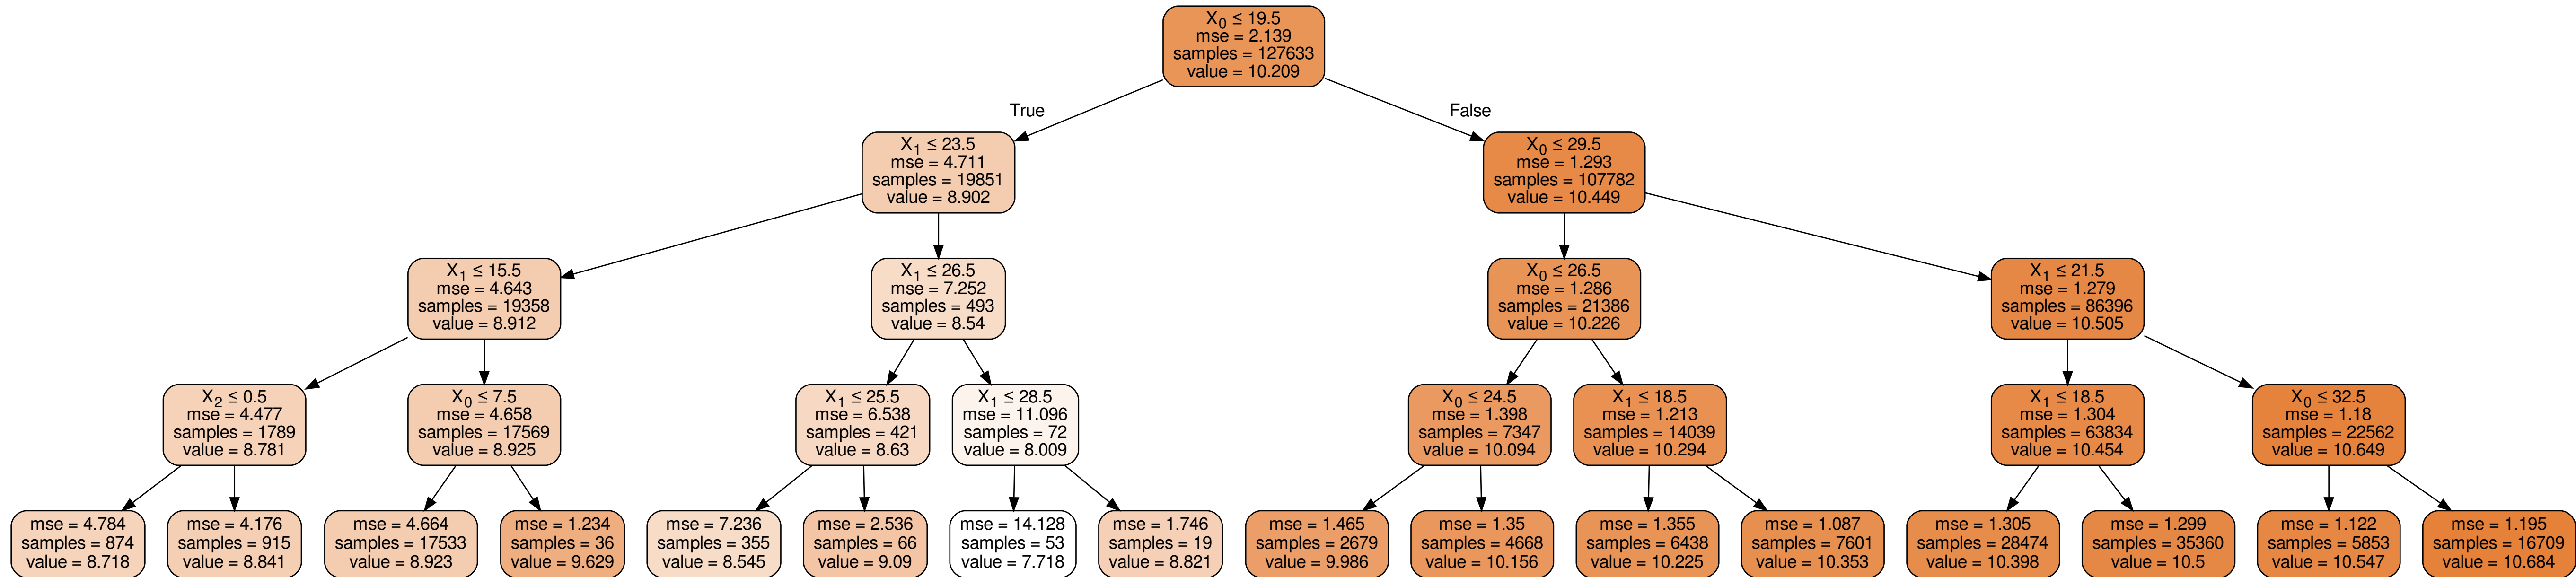 X0 ≤ 19.5
mse = 2.139
samples = 127633
value = 10.209
True
False
X1 ≤ 23.5
mse = 4.711
samples = 19851
value = 8.902
X0 ≤ 29.5
mse = 1.293
samples = 107782
value = 10.449
X1 ≤ 15.5
mse = 4.643
samples = 19358
value = 8.912
X1 ≤ 26.5
mse = 7.252
samples = 493
value = 8.54
X0 ≤ 26.5
mse = 1.286
samples = 21386
value = 10.226
X1 ≤ 21.5
mse = 1.279
samples = 86396
value = 10.505
X2 ≤ 0.5
mse = 4.477
samples = 1789
value = 8.781
X0 ≤ 7.5
mse = 4.658
samples = 17569
value = 8.925
X1 ≤ 25.5
mse = 6.538
samples = 421
value = 8.63
X1 ≤ 28.5
mse = 11.096
samples = 72
value = 8.009
X0 ≤ 24.5
mse = 1.398
samples = 7347
value = 10.094
X1 ≤ 18.5
mse = 1.213
samples = 14039
value = 10.294
X1 ≤ 18.5
mse = 1.304
samples = 63834
value = 10.454
X0 ≤ 32.5
mse = 1.18
samples = 22562
value = 10.649
mse = 4.784
samples = 874
value = 8.718
mse = 4.176
samples = 915
value = 8.841
mse = 4.664
samples = 17533
value = 8.923
mse = 1.234
samples = 36
value = 9.629
mse = 7.236
samples = 355
value = 8.545
mse = 2.536
samples = 66
value = 9.09
mse = 14.128
samples = 53
value = 7.718
mse = 1.746
samples = 19
value = 8.821
mse = 1.465
samples = 2679
value = 9.986
mse = 1.35
samples = 4668
value = 10.156
mse = 1.355
samples = 6438
value = 10.225
mse = 1.087
samples = 7601
value = 10.353
mse = 1.305
samples = 28474
value = 10.398
mse = 1.299
samples = 35360
value = 10.5
mse = 1.122
samples = 5853
value = 10.547
mse = 1.195
samples = 16709
value = 10.684